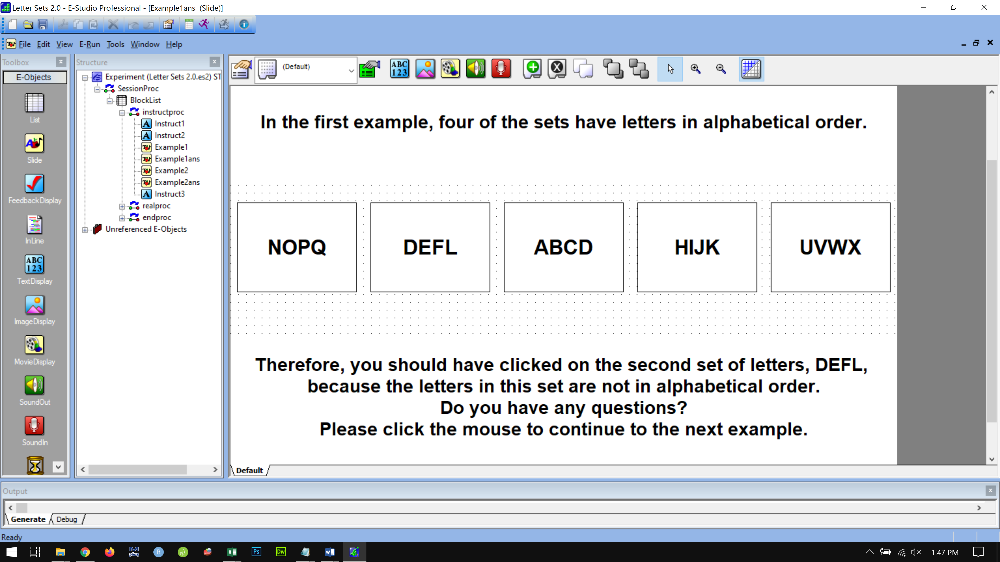 Letter Sets 2.0 - E-Studio Professional - [Example1ans (Slide)]
File Edit View E-Run Tools Window Help
Toolbox
E-Objects
List
Slide
FeedbackDisplay
InLine
ABC
123
TextDisplay
ImageDisplay
MovieDisplay
SoundOut
SoundIn
Structure
Experiment (Letter Sets 2.0.es2) ST
SessionProc
BlockList
instructproc
Instruct1
Instruct2
Example1
Example1ans
Example2
Example2ans
Instruct3
realproc
endproc
Unreferenced E-Objects
(Default)
ABC
123
In the first example, four of the sets have letters in alphabetical order.
NOPQ DEFL ABCD HIJK UVWX
Therefore, you should have clicked on the second set of letters, DEFL,
because the letters in this set are not in alphabetical order.
Do you have any questions?
Please click the mouse to continue to the next example.
Default
Output
Generate Debug
Ready
Mplus6 R Ps Dw 1:47 PM